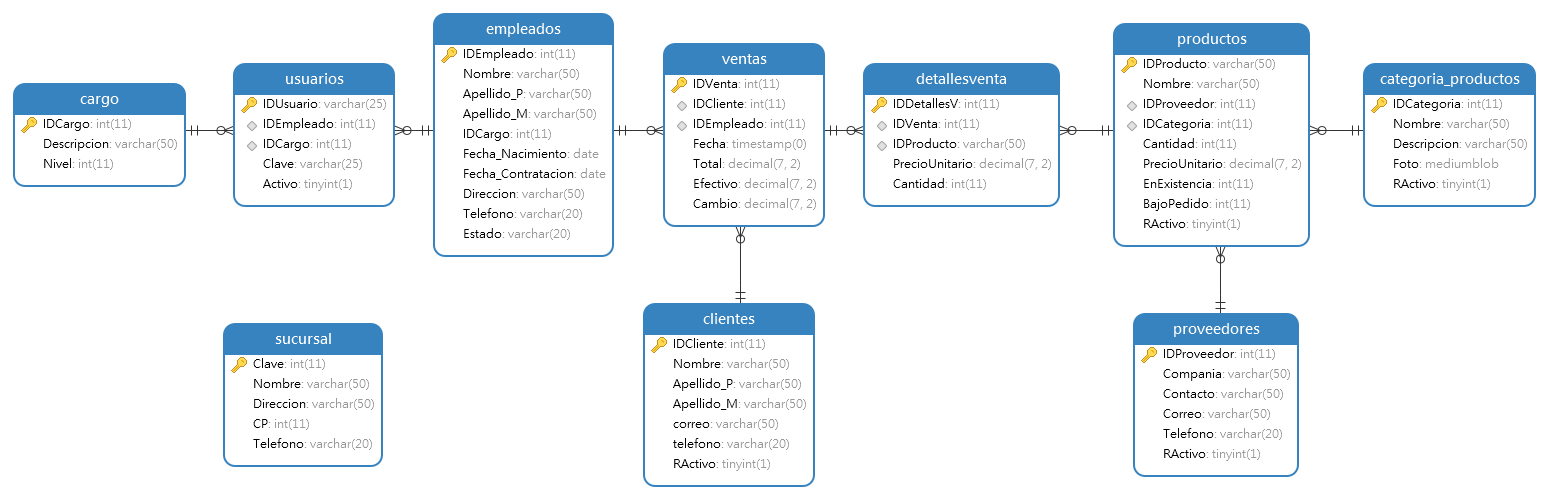 cargo
IDCargo: int(11)
Descripcion: varchar(50)
Nivel: int(11)
usuarios
IDUsuario: varchar(25)
IDEmpleado: int(11)
IDCargo: int(11)
Clave: varchar(25)
Activo: tinyint(1)
empleados
IDEmpleado: int(11)
Nombre: varchar(50)
Apellido_P: varchar(50)
Apellido_M: varchar(50)
IDCargo: int(11)
Fecha_Nacimiento: date
Fecha_Contratacion: date
Direccion: varchar(50)
Telefono: varchar(20)
Estado: varchar(20)
ventas
IDVenta: int(11)
IDCliente: int(11)
IDEmpleado: int(11)
Fecha: timestamp(0)
Total: decimal(7, 2)
Efectivo: decimal(7, 2)
Cambio: decimal(7, 2)
detallesventa
IDDetallesV: int(11)
IDVenta: int(11)
IDProducto: varchar(50)
PrecioUnitario: decimal(7, 2)
Cantidad: int(11)
productos
IDProducto: varchar(50)
Nombre: varchar(50)
IDProveedor: int(11)
IDCategoria: int(11)
Cantidad: int(11)
PrecioUnitario: decimal(7, 2)
EnExistencia: int(11)
BajoPedido: int(11)
RActivo: tinyint(1)
categoria_productos
IDCategoria: int(11)
Nombre: varchar(50)
Descripcion: varchar(50)
Foto: mediumblob
RActivo: tinyint(1)
sucursal
Clave: int(11)
Nombre: varchar(50)
Direccion: varchar(50)
CP: int(11)
Telefono: varchar(20)
clientes
IDCliente: int(11)
Nombre: varchar(50)
Apellido_P: varchar(50)
Apellido_M: varchar(50)
correo: varchar(50)
telefono: varchar(20)
RActivo: tinyint(1)
proveedores
IDProveedor: int(11)
Compania: varchar(50)
Contacto: varchar(50)
Correo: varchar(50)
Telefono: varchar(20)
RActivo: tinyint(1)